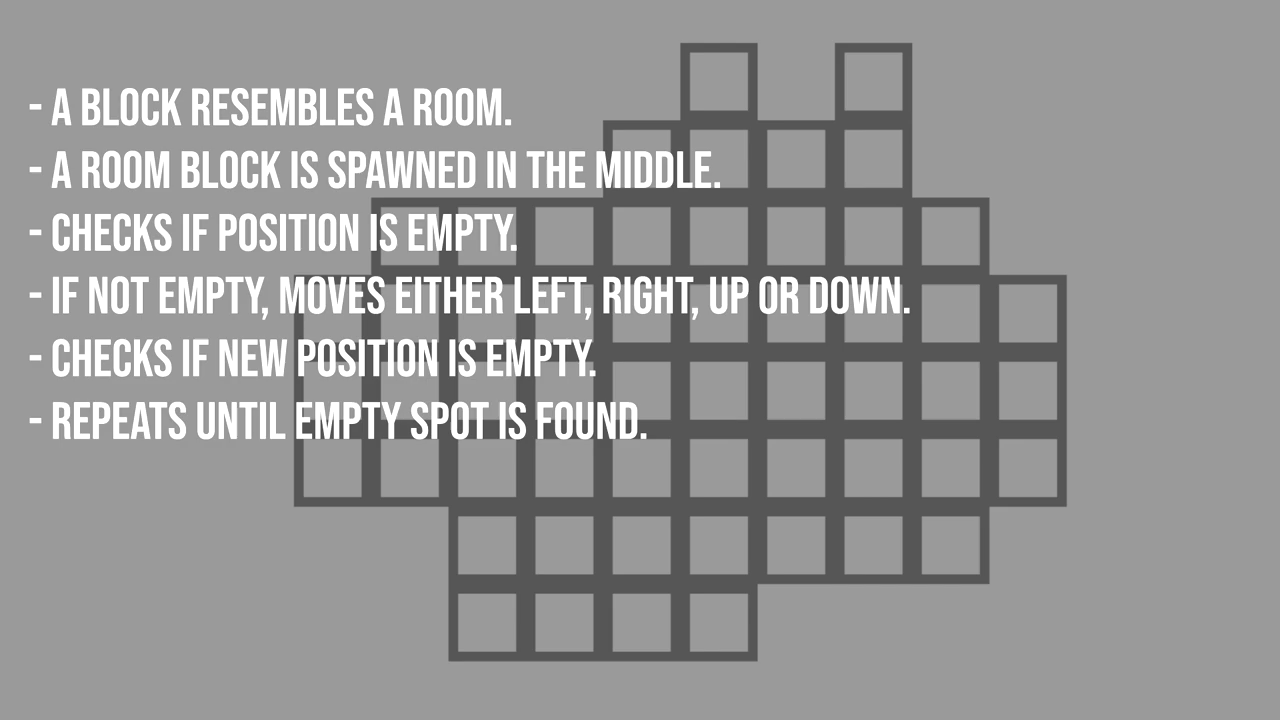 - A BLOCK RESEMBLES A ROOM.
- A ROOM BLOCK IS SPAWNED IN THE MIDDLE.
- CHECKS IF POSITION IS EMPTY.
- IF NOT EMPTY, MOVES EITHER LEFT, RIGHT, UP OR DOWN.
- CHECKS IF NEW POSITION IS EMPTY.
- REPEATS UNTIL EMPTY SPOT IS FOUND.